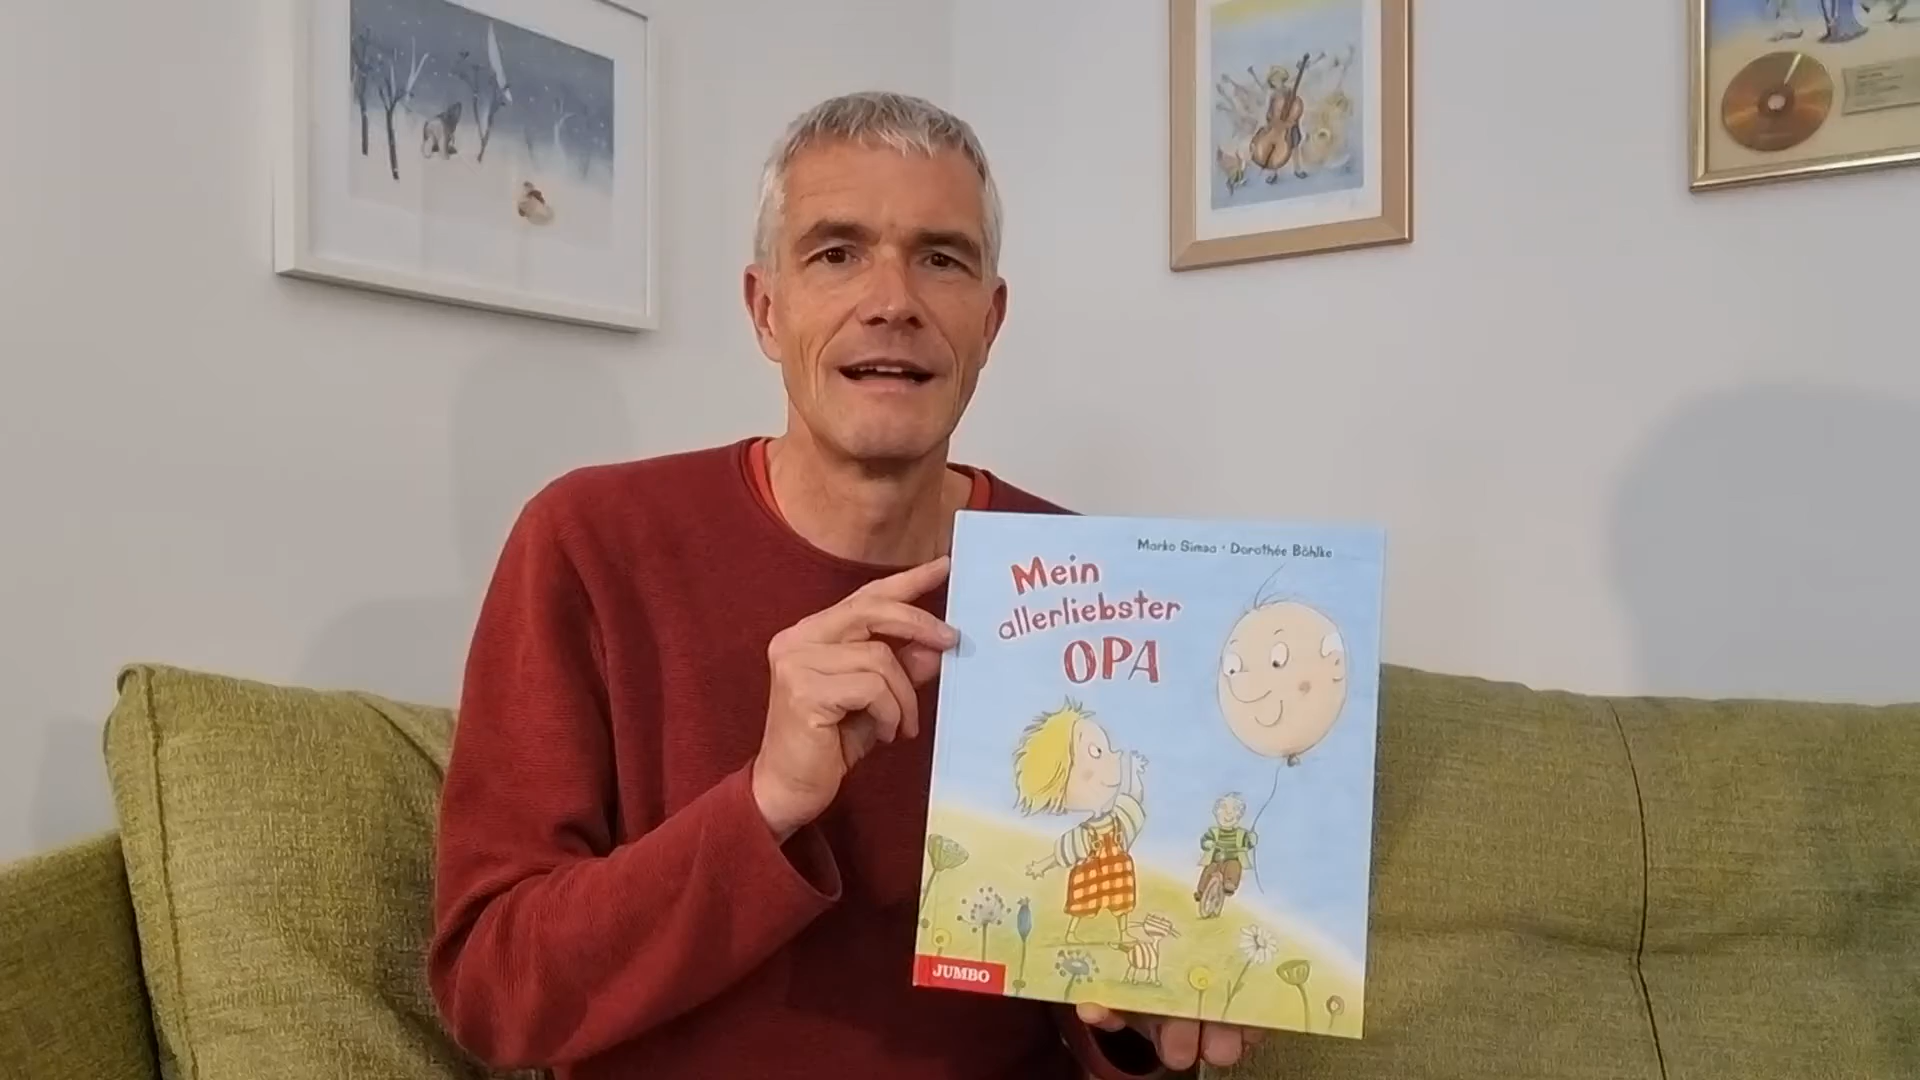 Marko Simsa · Dorothée Böhlke
Mein
allerliebster
OPA
JUMBO